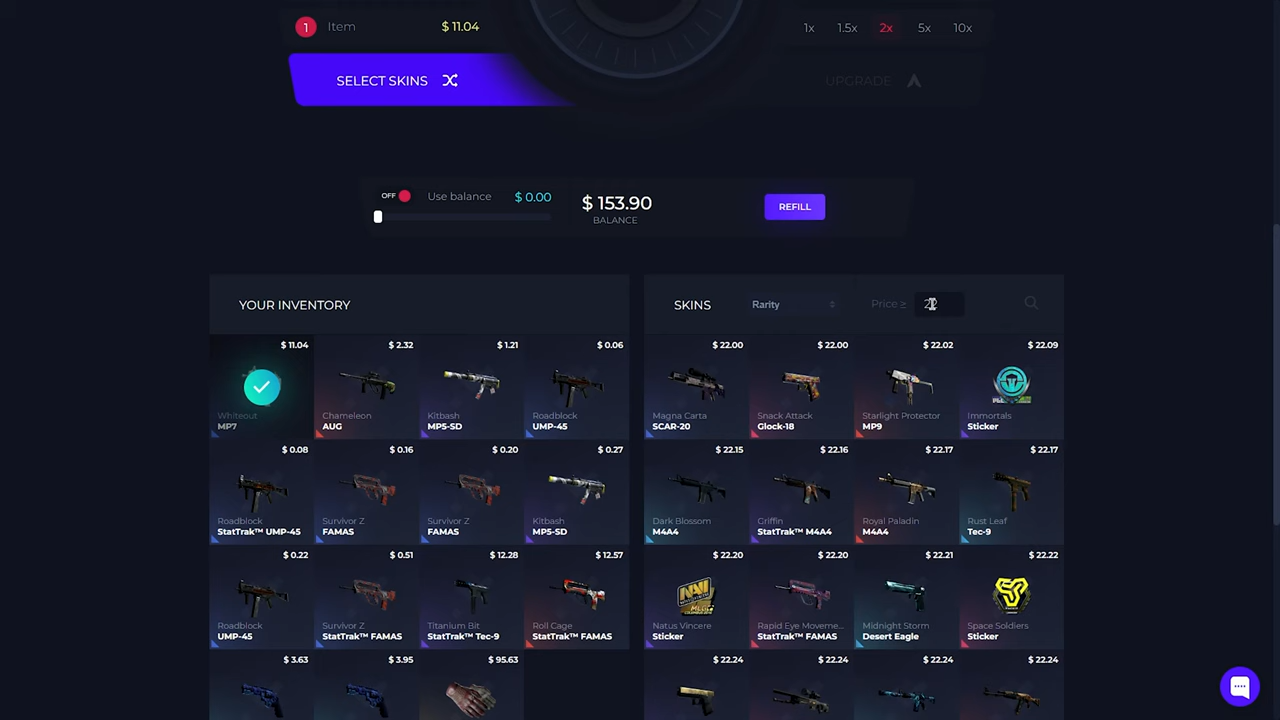 1 Item $ 11.04
1x 1.5x 2x 5x 10x
SELECT SKINS
UPGRADE
OFF Use balance $ 0.00
$ 153.90
BALANCE
REFILL
YOUR INVENTORY
$ 11.04 $ 2.32 $ 1.21 $ 0.06
Whiteout Chameleon Kitbash Roadblock
MP7 AUG MP5-SD UMP-45
$ 0.08 $ 0.16 $ 0.20 $ 0.27
Roadblock Survivor Z Survivor Z Kitbash
StatTrak™ UMP-45 FAMAS FAMAS MP5-SD
$ 0.22 $ 0.51 $ 12.28 $ 12.57
Roadblock Survivor Z Titanium Bit Roll Cage
UMP-45 StatTrak™ FAMAS StatTrak™ Tec-9 StatTrak™ FAMAS
$ 3.63 $ 3.95 $ 95.63
SKINS Rarity Price ≥
$ 22.00 $ 22.00 $ 22.02 $ 22.09
Magna Carta Snack Attack Starlight Protector Immortals
SCAR-20 Glock-18 MP9 Sticker
$ 22.15 $ 22.16 $ 22.17 $ 22.17
Dark Blossom Griffin Royal Paladin Rust Leaf
M4A4 StatTrak™ M4A4 M4A4 Tec-9
$ 22.20 $ 22.20 $ 22.21 $ 22.22
Natus Vincere Rapid Eye Moveme... Midnight Storm Space Soldiers
Sticker StatTrak™ FAMAS Desert Eagle Sticker
$ 22.24 $ 22.24 $ 22.24 $ 22.24